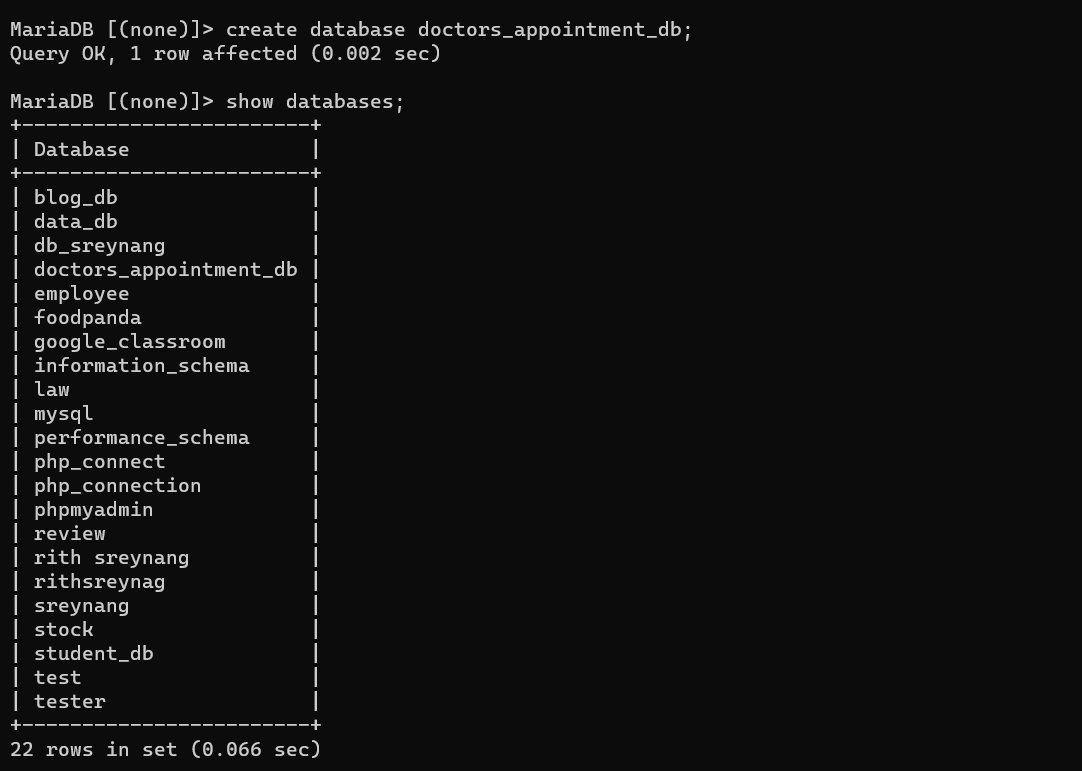 MariaDB [(none)]> create database doctors_appointment_db;
Query OK, 1 row affected (0.002 sec)
MariaDB [(none)]> show databases;
+------------------------+
| Database               |
+------------------------+
| blog_db                |
| data_db                |
| db_sreynang            |
| doctors_appointment_db |
| employee               |
| foodpanda              |
| google_classroom       |
| information_schema     |
| law                    |
| mysql                  |
| performance_schema     |
| php_connect            |
| php_connection         |
| phpmyadmin             |
| review                 |
| rith sreynang          |
| rithsreynag            |
| sreynang               |
| stock                  |
| student_db             |
| test                   |
| tester                 |
+------------------------+
22 rows in set (0.066 sec)